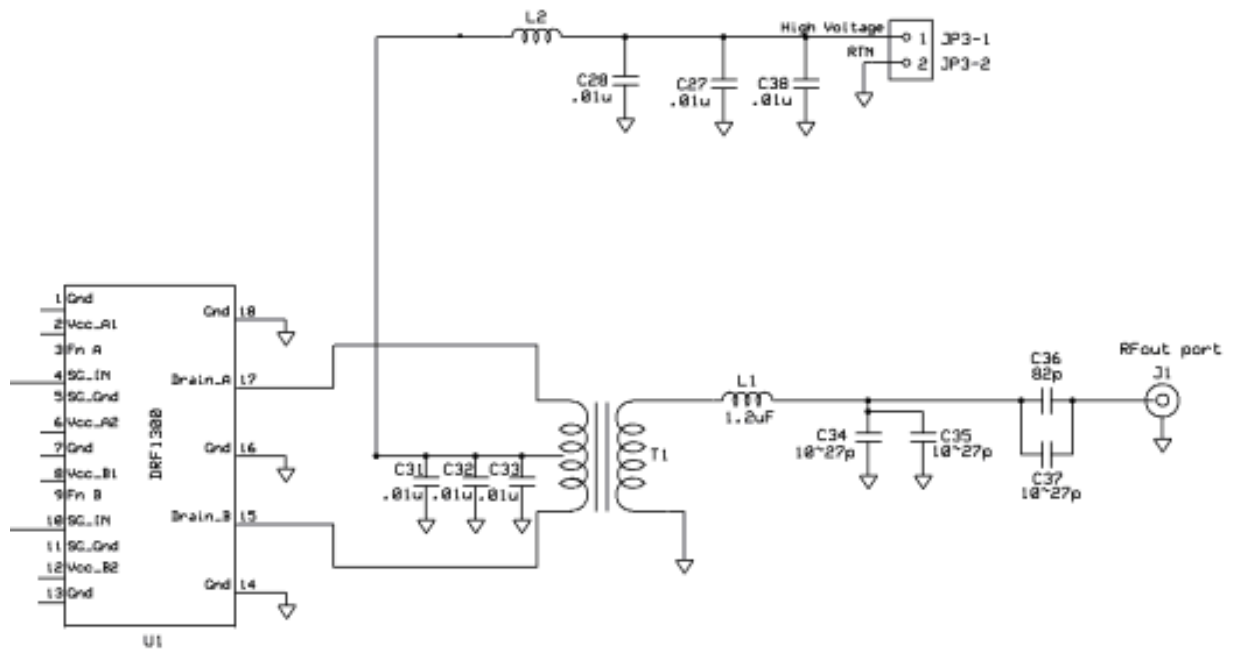 L2
High Voltage
1 JP3-1
RTN
2 JP3-2
C28
.01u
C27
.01u
C38
.01u
1 Gnd
2 Vcc_A1
3 Fn A
4 SG_IN
5 SG_Gnd
6 Vcc_A2
7 Gnd
8 Vcc_B1
9 Fn B
10 SG_IN
11 SG_Gnd
12 Vcc_B2
13 Gnd
DRF1300
Gnd 18
Drain_A 17
Gnd 16
Drain_B 15
Gnd 14
U1
C31
.01u
C32
.01u
C33
.01u
T1
L1
1.2uF
C34
10~27p
C35
10~27p
C36
82p
C37
10~27p
RFout port
J1